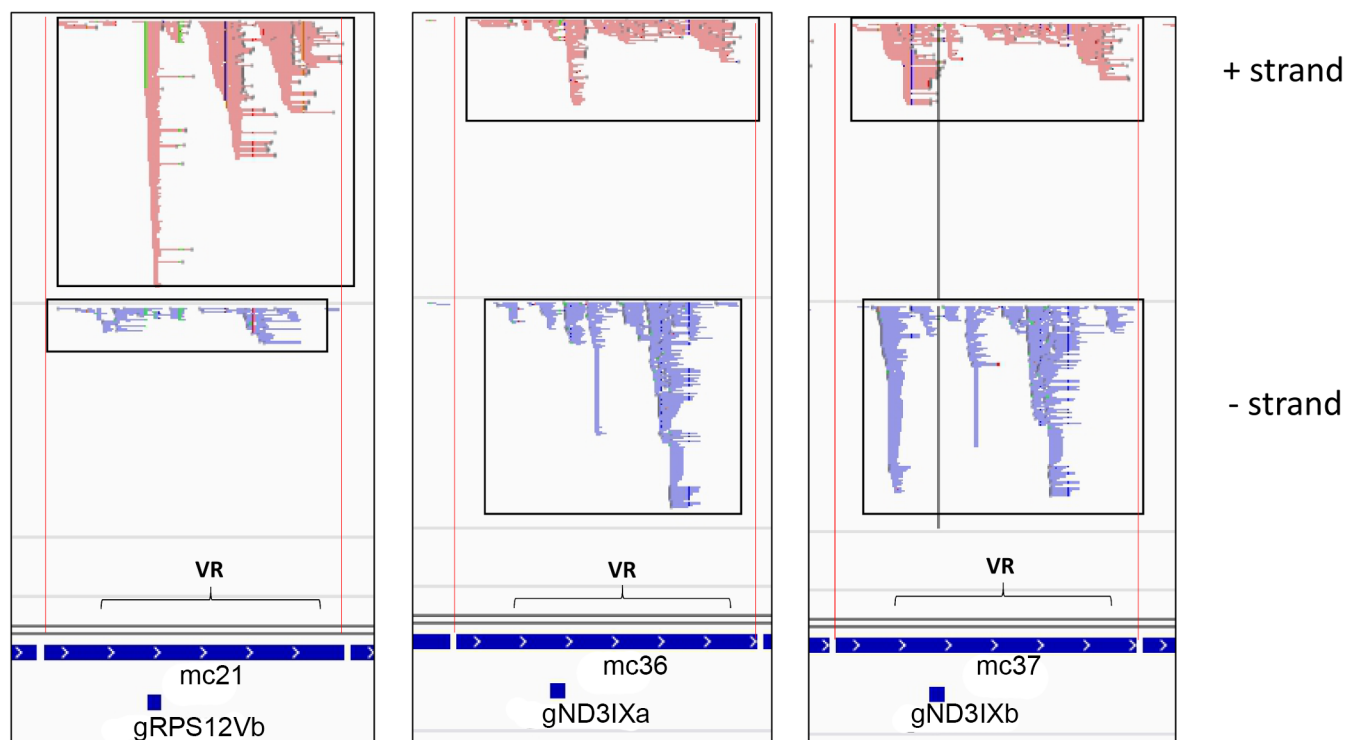 + strand
- strand
VR
VR
VR
mc21
mc36
mc37
gRPS12Vb
gND3IXa
gND3IXb